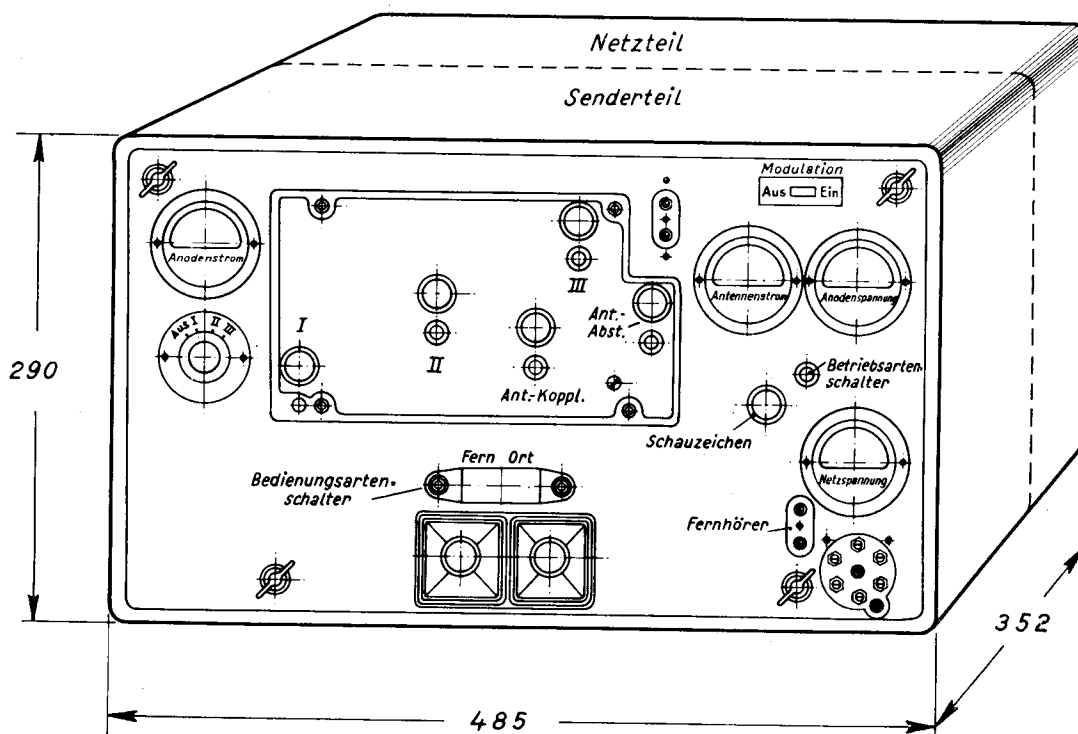 Netzteil
Senderteil
Modulation
Aus Ein
Anodenstrom
Antennenstrom
Anodenspannung
III
Ant.-
Abst.
Aus I II III
I
II
Ant.-Koppl.
290
Betriebsarten-
schalter
Schauzeichen
Fern Ort
Bedienungsarten-
schalter
Netzspannung
Fernhörer
352
485